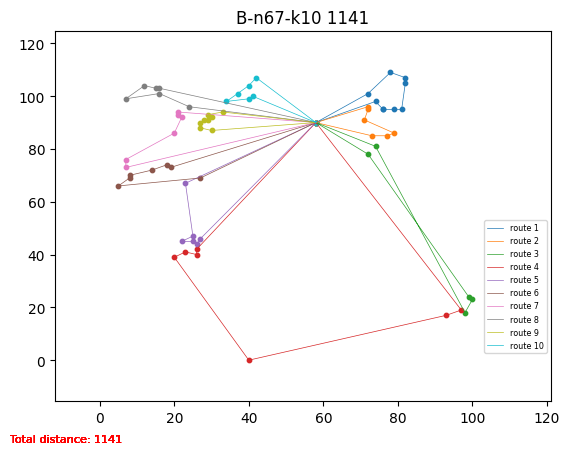 B-n67-k10 1141
120
100
80
60
40
20
0
0 20 40 60 80 100 120
route 1
route 2
route 3
route 4
route 5
route 6
route 7
route 8
route 9
route 10
Total distance: 1141